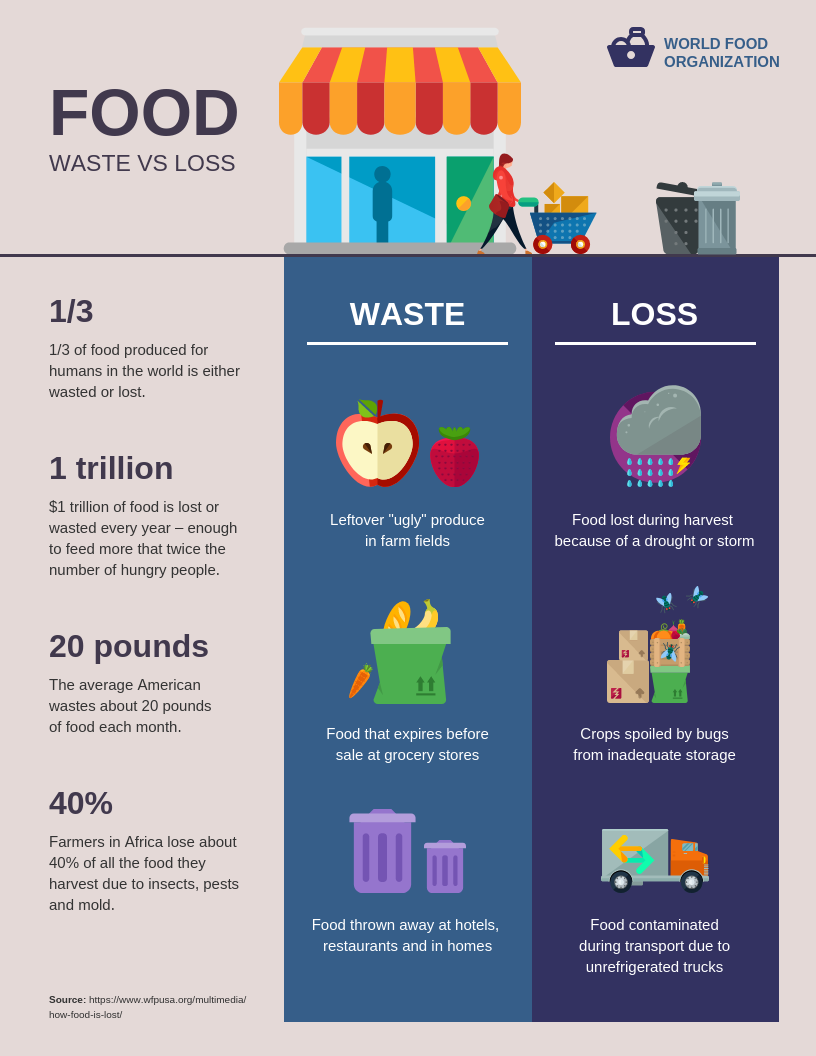 FOOD
WASTE VS LOSS
WORLD FOOD
ORGANIZATION
1/3
1/3 of food produced for
humans in the world is either
wasted or lost.
1 trillion
$1 trillion of food is lost or
wasted every year – enough
to feed more that twice the
number of hungry people.
20 pounds
The average American
wastes about 20 pounds
of food each month.
40%
Farmers in Africa lose about
40% of all the food they
harvest due to insects, pests
and mold.
Source: https://www.wfpusa.org/multimedia/
how-food-is-lost/
WASTE
Leftover "ugly" produce
in farm fields
Food that expires before
sale at grocery stores
Food thrown away at hotels,
restaurants and in homes
LOSS
Food lost during harvest
because of a drought or storm
Crops spoiled by bugs
from inadequate storage
Food contaminated
during transport due to
unrefrigerated trucks